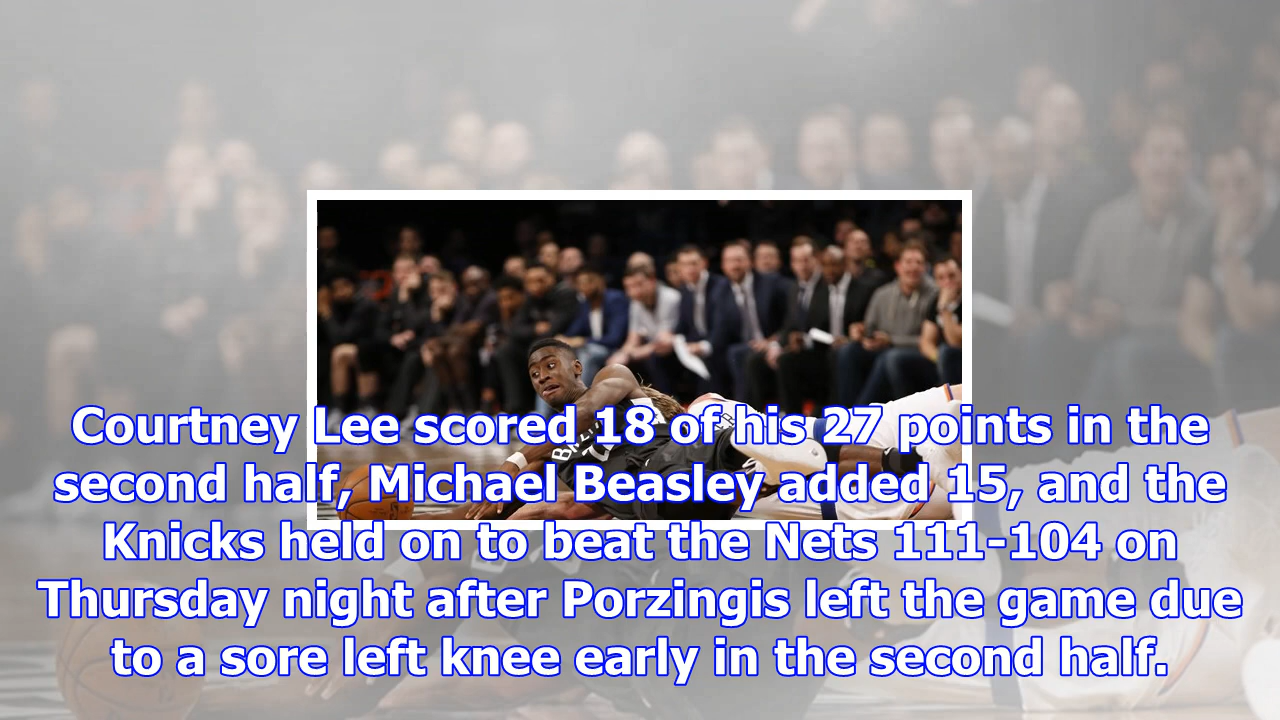 Courtney Lee scored 18 of his 27 points in the
second half, Michael Beasley added 15, and the
Knicks held on to beat the Nets 111-104 on
Thursday night after Porzingis left the game due
to a sore left knee early in the second half.